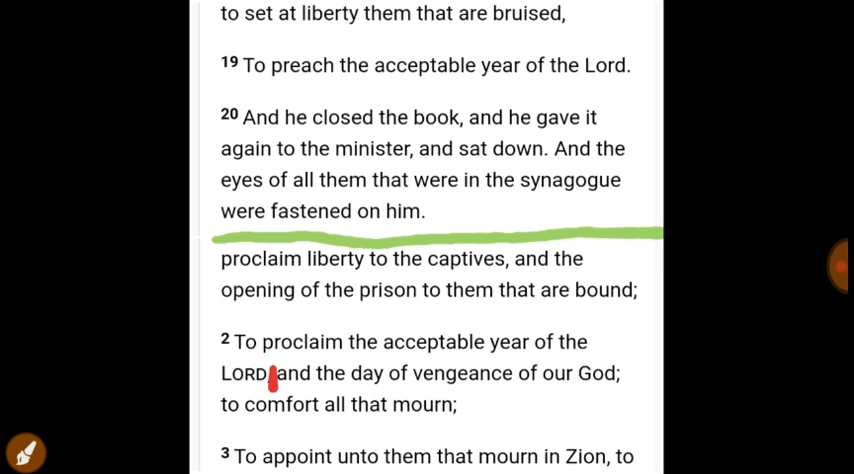 to set at liberty them that are bruised,
19 To preach the acceptable year of the Lord.
20 And he closed the book, and he gave it
again to the minister, and sat down. And the
eyes of all them that were in the synagogue
were fastened on him.
proclaim liberty to the captives, and the
opening of the prison to them that are bound;
2 To proclaim the acceptable year of the
LORD, and the day of vengeance of our God;
to comfort all that mourn;
3 To appoint unto them that mourn in Zion, to